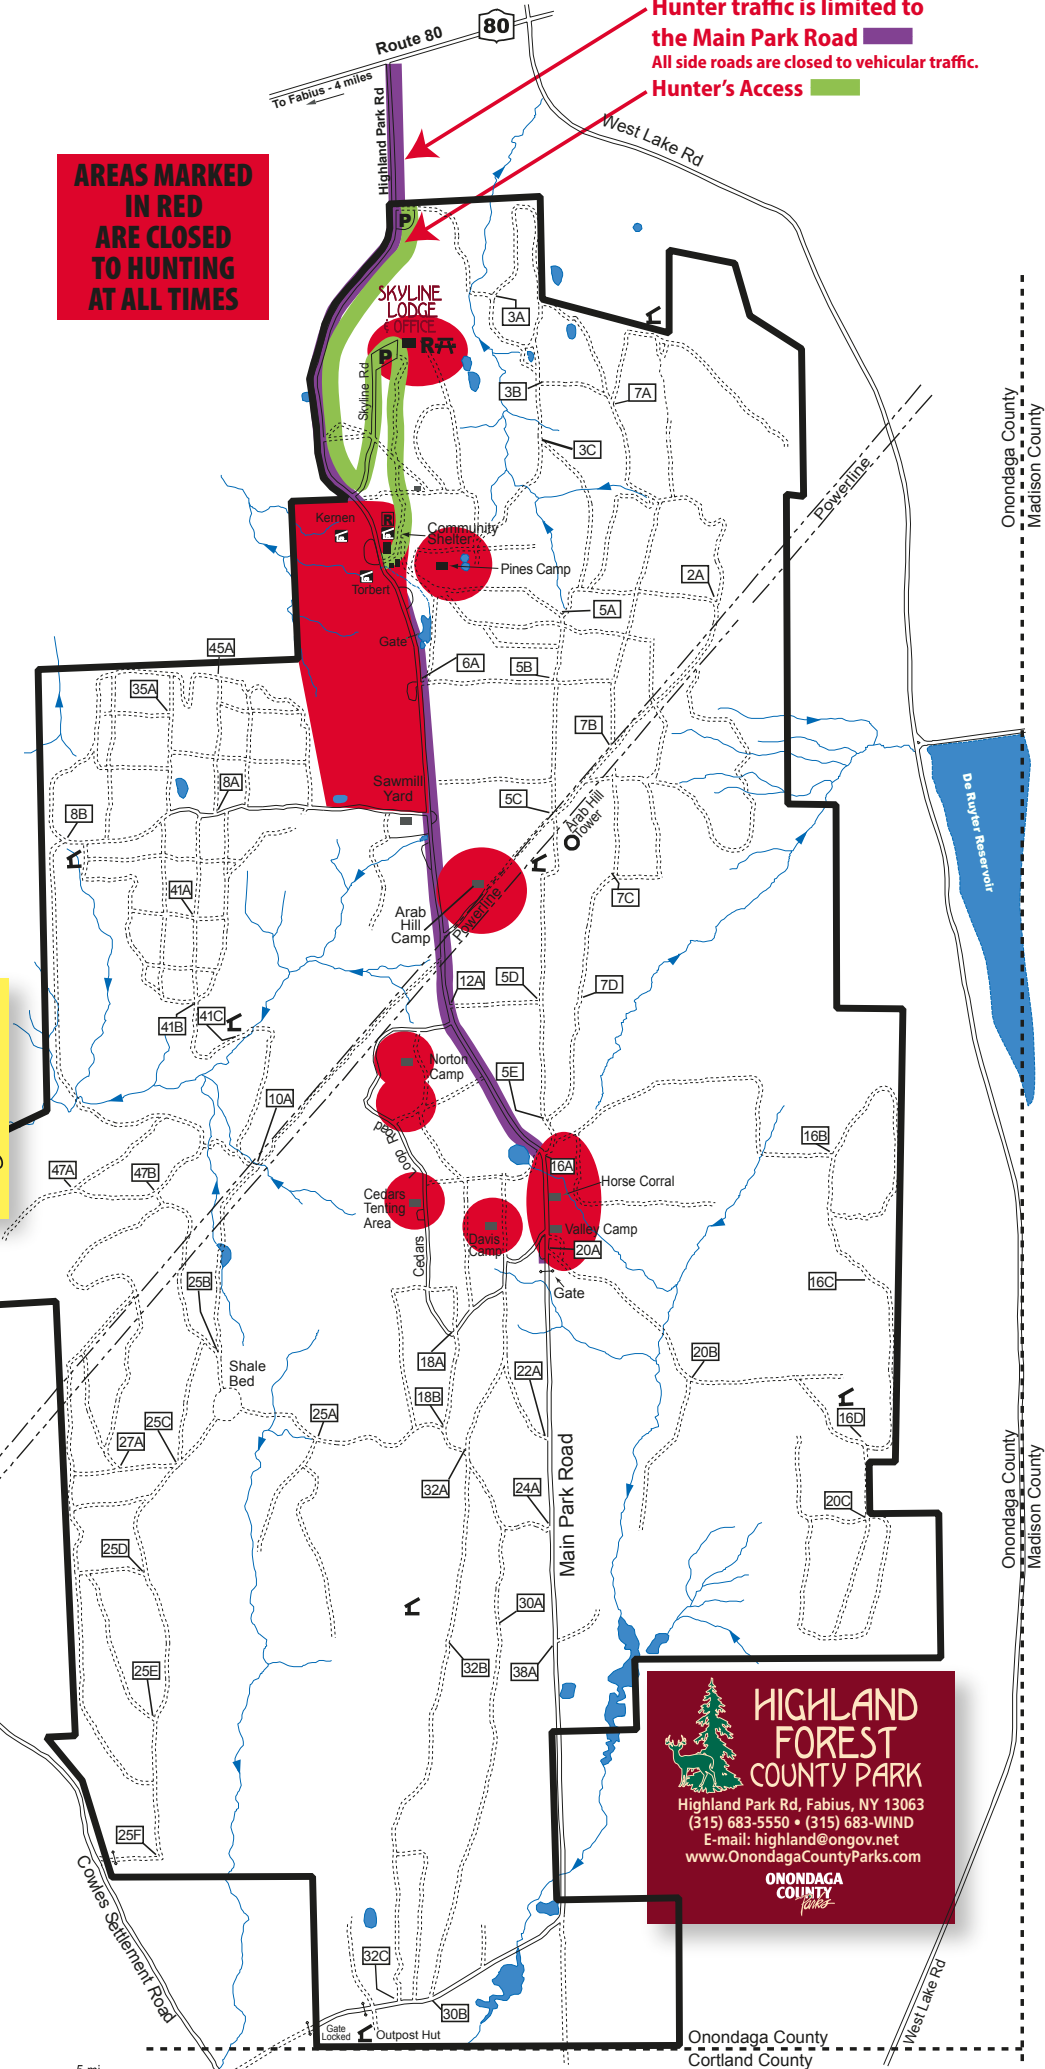 Hunter traffic is limited to
the Main Park Road
All side roads are closed to vehicular traffic.
Hunter's Access
Route 80
80
To Fabius - 4 miles
Highland Park Rd
West Lake Rd
AREAS MARKED
IN RED
ARE CLOSED
TO HUNTING
AT ALL TIMES
P
SKYLINE
LODGE
& OFFICE
R
P
Skyline Rd
3A
3B
7A
3C
Onondaga County
Madison County
Powerline
Kernen
R
Community
Shelter
Pines Camp
Torbert
2A
5A
Gate
45A
6A
5B
35A
7B
Sawmill
Yard
8A
5C
Arab Hill
Tower
8B
De Ruyter Reservoir
41A
7C
Arab
Hill
Camp
Powerline
12A
5D
7D
41B
41C
Norton
Camp
5E
10A
Road
Loop
Cedars
16B
16A
47A
47B
Horse Corral
Cedars
Tenting
Area
Davis
Camp
Valley Camp
20A
25B
Gate
16C
18A
20B
Shale
Bed
22A
18B
25A
25C
27A
16D
32A
24A
Main Park Road
20C
Onondaga County
Madison County
25D
30A
25E
32B
38A
HIGHLAND
FOREST
COUNTY PARK
Highland Park Rd, Fabius, NY 13063
(315) 683-5550 • (315) 683-WIND
E-mail: highland@ongov.net
www.OnondagaCountyParks.com
ONONDAGA
COUNTY
Parks
25F
Cowles Settlement Road
32C
30B
Gate
Locked
Outpost Hut
West Lake Rd
Onondaga County
Cortland County